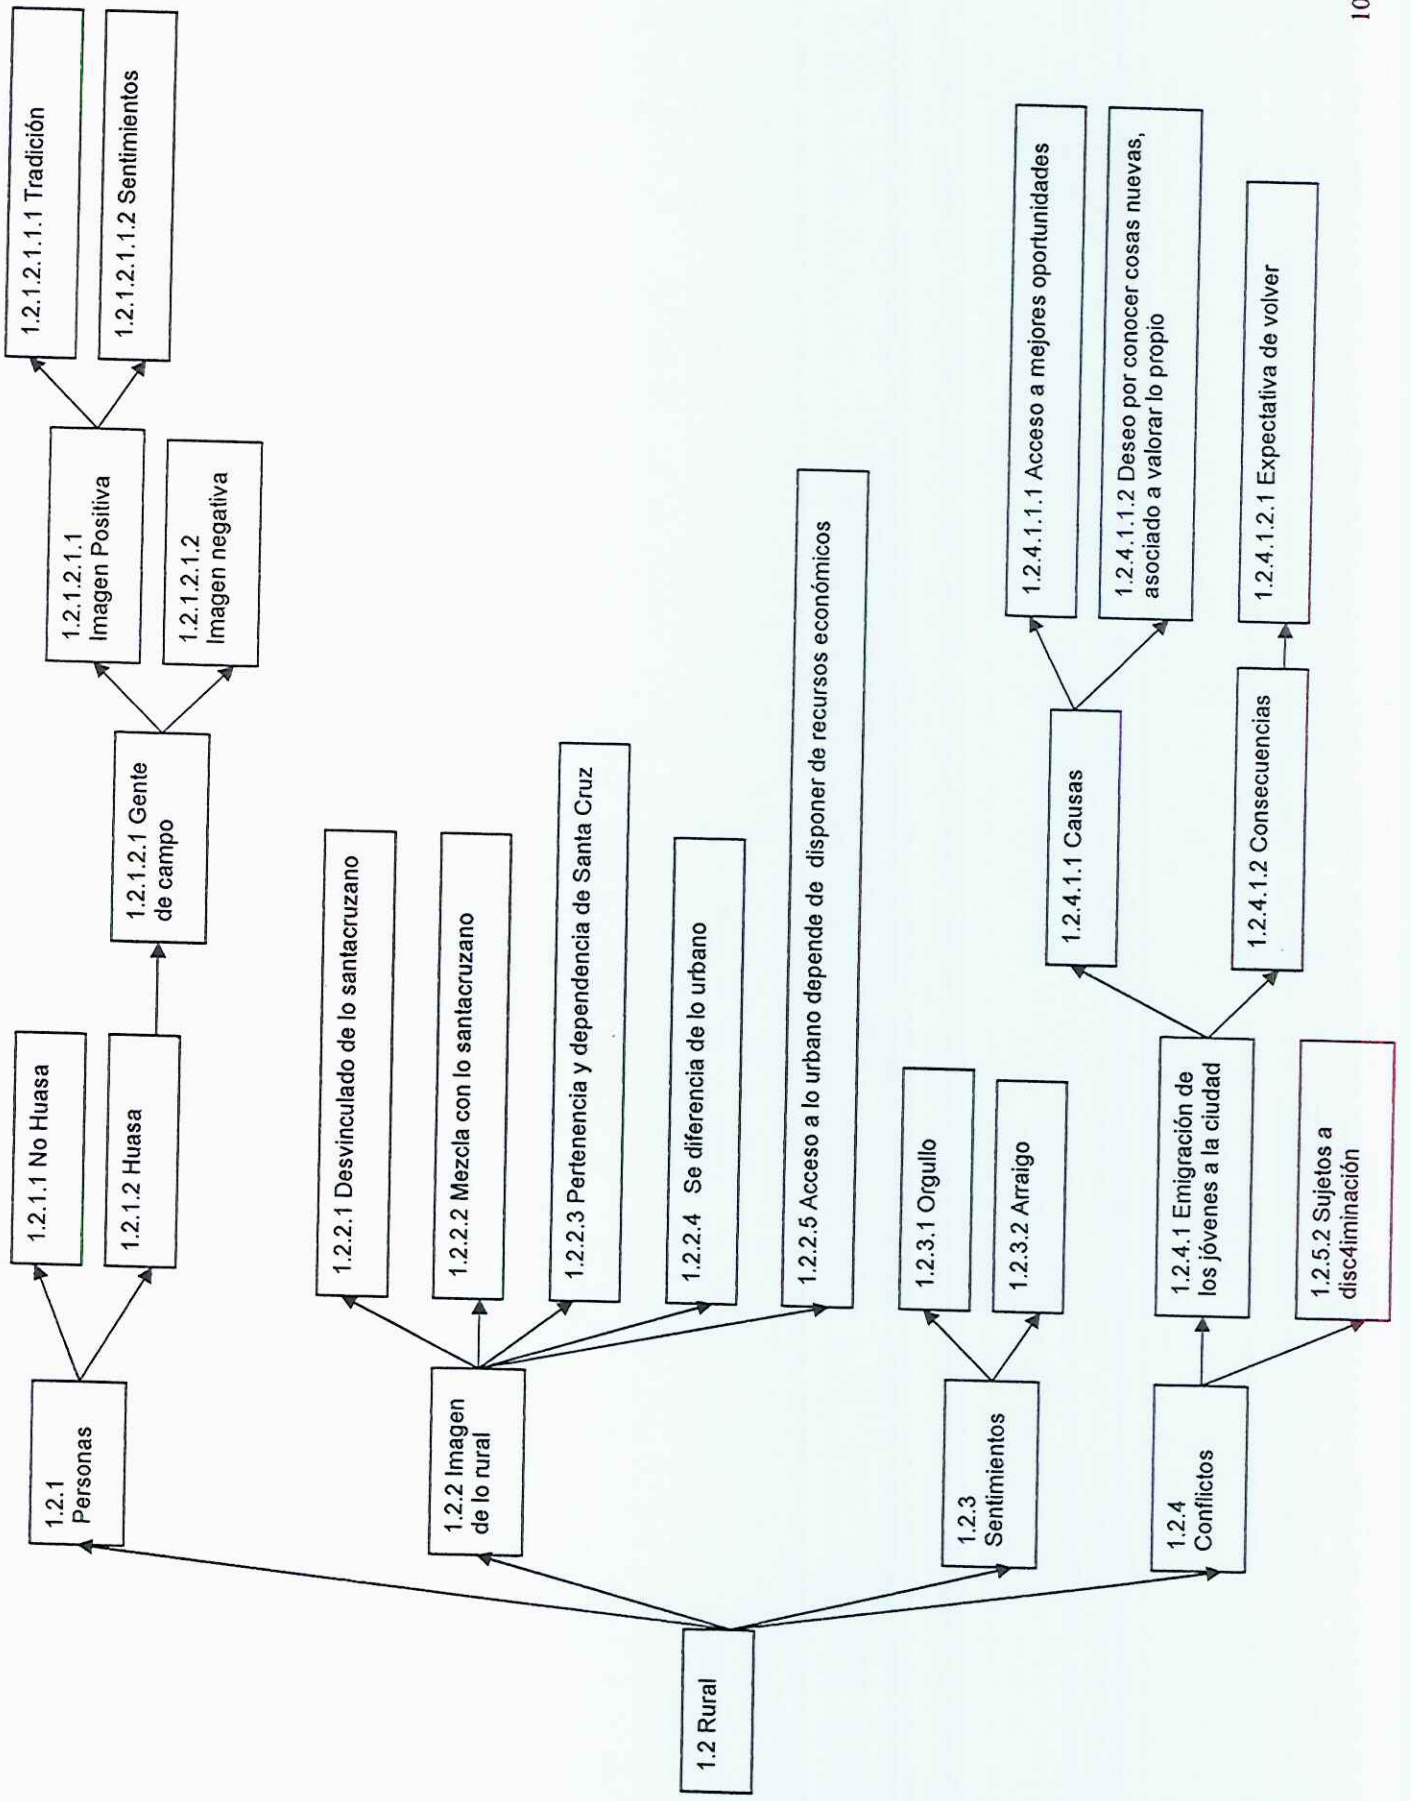 1.2 Rural
1.2.1
Personas
1.2.1.1 No Huasa
1.2.1.2 Huasa
1.2.1.2.1 Gente
de campo
1.2.1.2.1.1
Imagen Positiva
1.2.1.2.1.1.1 Tradición
1.2.1.2.1.1.2 Sentimientos
1.2.1.2.1.2
Imagen negativa
1.2.2 Imagen
de lo rural
1.2.2.1 Desvinculado de lo santacruzano
1.2.2.2 Mezcla con lo santacruzano
1.2.2.3 Pertenencia y dependencia de Santa Cruz
1.2.2.4 Se diferencia de lo urbano
1.2.2.5 Acceso a lo urbano depende de disponer de recursos económicos
1.2.3
Sentimientos
1.2.3.1 Orgullo
1.2.3.2 Arraigo
1.2.4
Conflictos
1.2.4.1 Emigración de
los jóvenes a la ciudad
1.2.4.1.1 Causas
1.2.4.1.1.1 Acceso a mejores oportunidades
1.2.4.1.1.2 Deseo por conocer cosas nuevas,
asociado a valorar lo propio
1.2.4.1.2 Consecuencias
1.2.4.1.2.1 Expectativa de volver
1.2.5.2 Sujetos a
disc4iminación
10